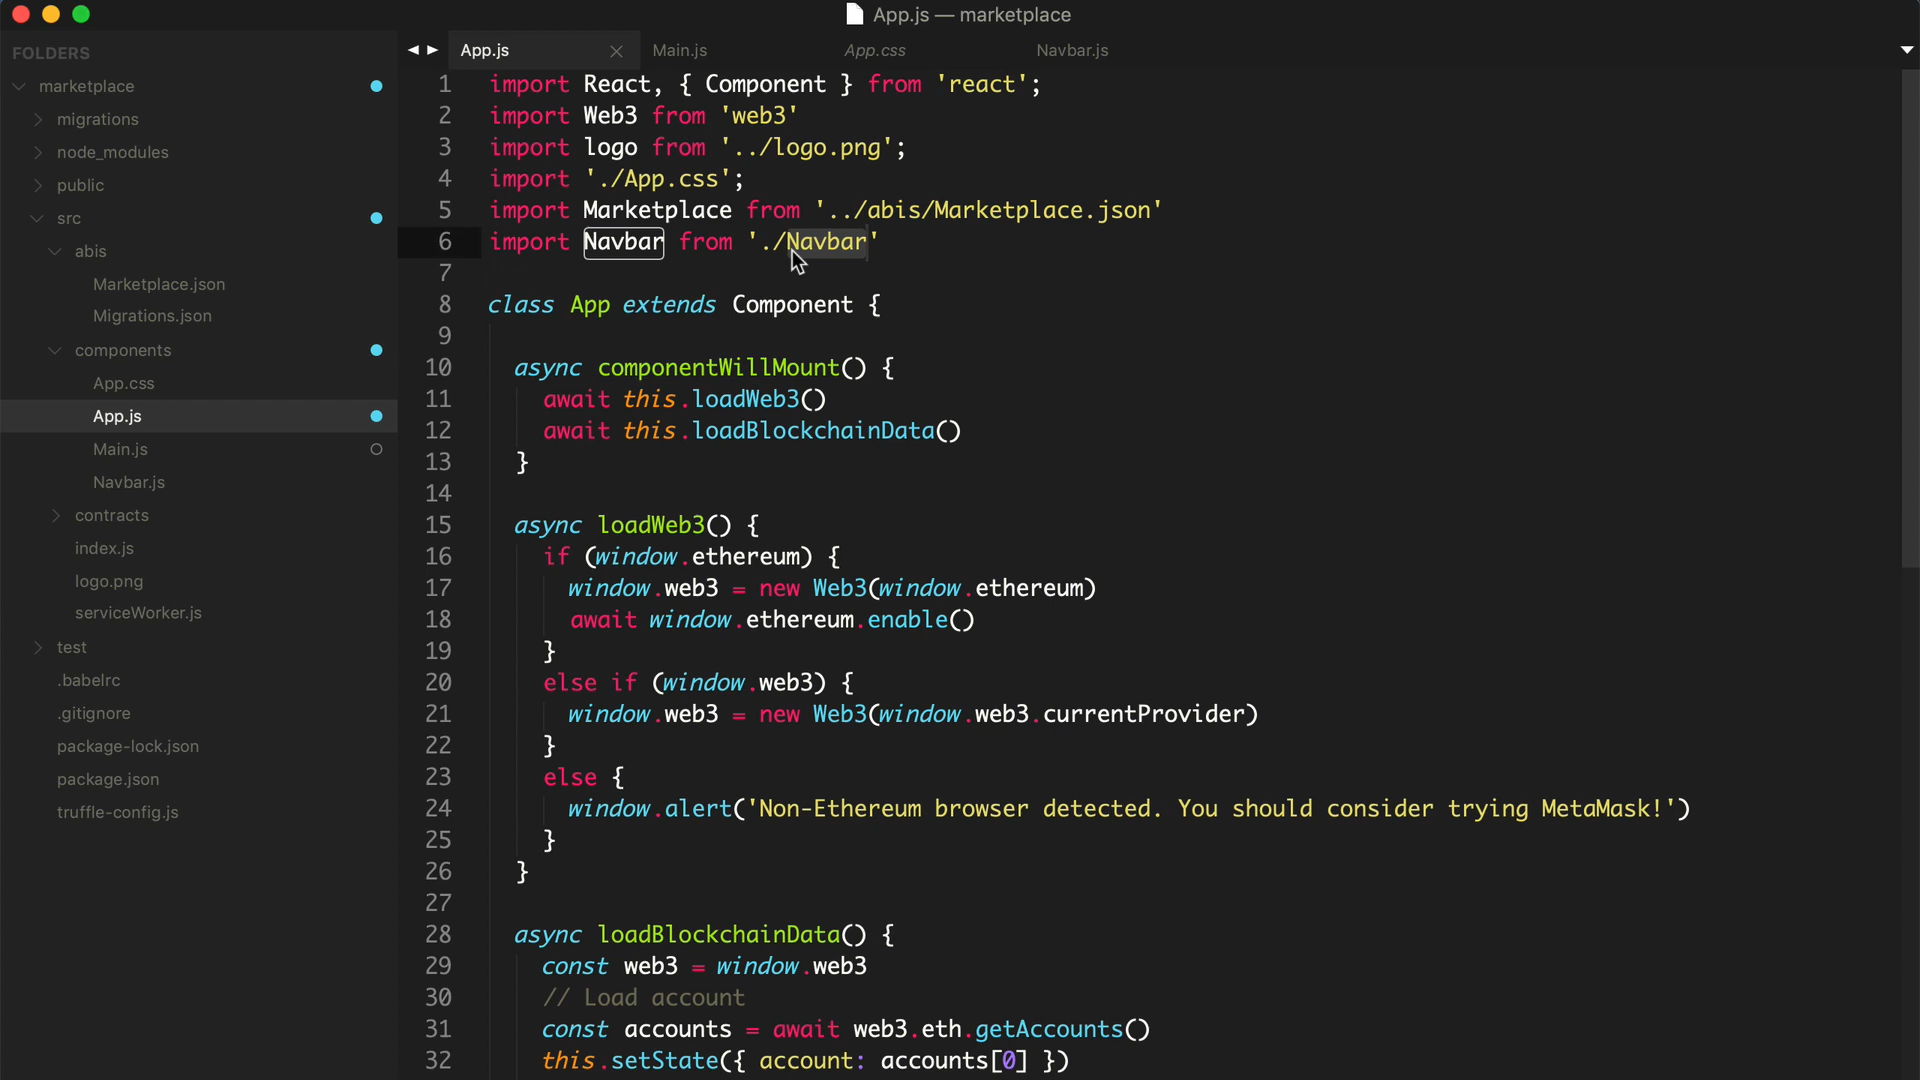 App.js — marketplace
FOLDERS
marketplace
migrations
node_modules
public
src
abis
Marketplace.json
Migrations.json
components
App.css
App.js
Main.js
Navbar.js
contracts
index.js
logo.png
serviceWorker.js
test
.babelrc
.gitignore
package-lock.json
package.json
truffle-config.js
App.js Main.js App.css Navbar.js
1 import React, { Component } from 'react';
2 import Web3 from 'web3'
3 import logo from '../logo.png';
4 import './App.css';
5 import Marketplace from '../abis/Marketplace.json'
6 import Navbar from './Navbar'
7
8 class App extends Component {
9
10 async componentWillMount() {
11 await this.loadWeb3()
12 await this.loadBlockchainData()
13 }
14
15 async loadWeb3() {
16 if (window.ethereum) {
17 window.web3 = new Web3(window.ethereum)
18 await window.ethereum.enable()
19 }
20 else if (window.web3) {
21 window.web3 = new Web3(window.web3.currentProvider)
22 }
23 else {
24 window.alert('Non-Ethereum browser detected. You should consider trying MetaMask!')
25 }
26 }
27
28 async loadBlockchainData() {
29 const web3 = window.web3
30 // Load account
31 const accounts = await web3.eth.getAccounts()
32 this.setState({ account: accounts[0] })